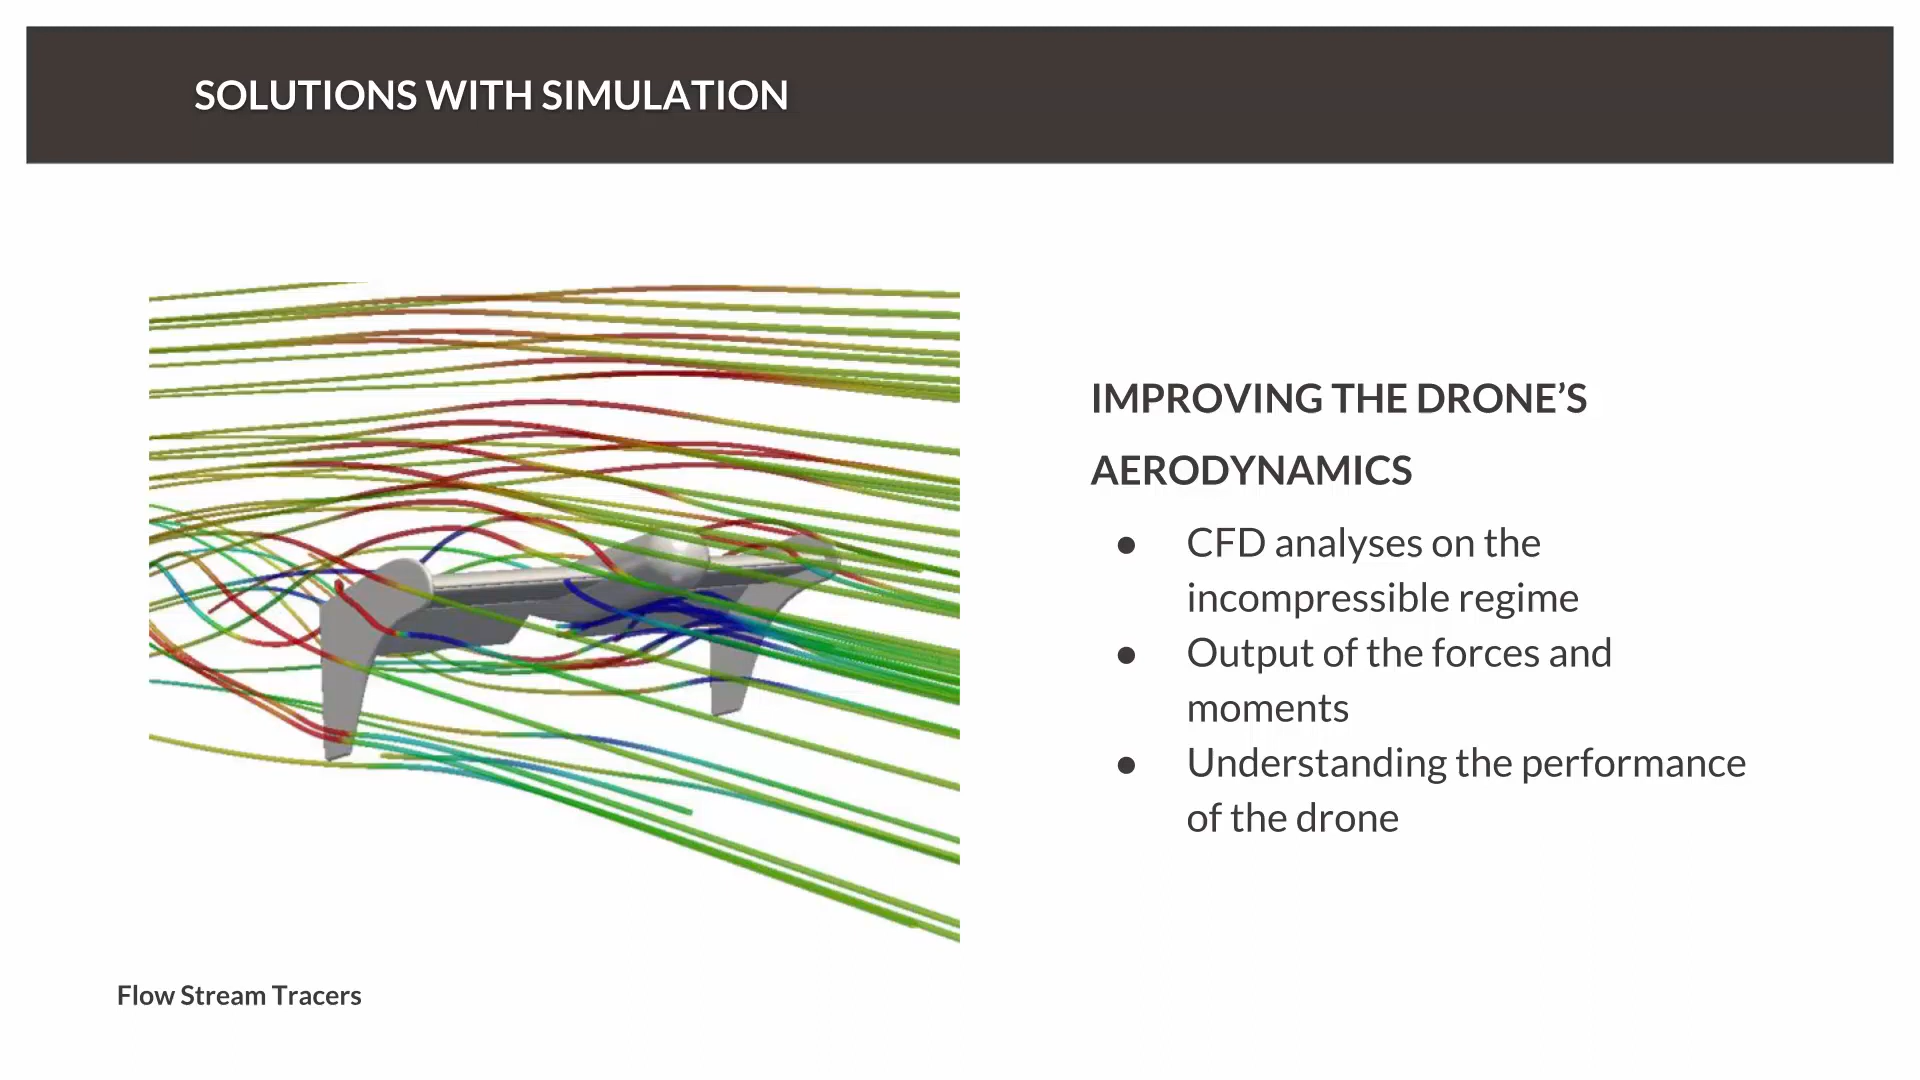 SOLUTIONS WITH SIMULATION
IMPROVING THE DRONE’S
AERODYNAMICS
● CFD analyses on the
incompressible regime
● Output of the forces and
moments
● Understanding the performance
of the drone
Flow Stream Tracers